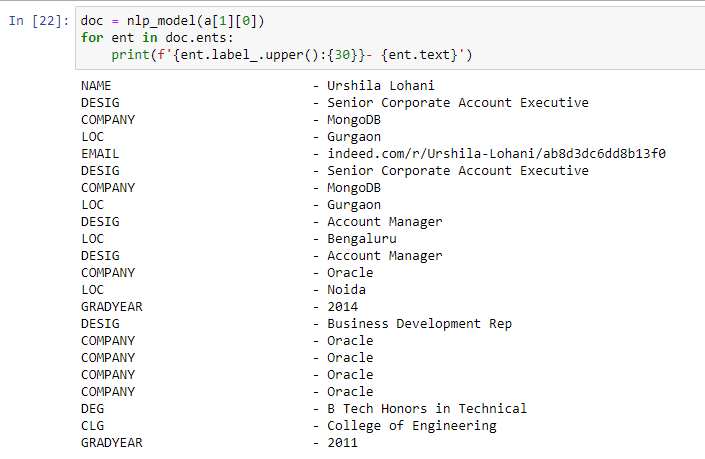 In [22]: doc = nlp_model(a[1][0])
for ent in doc.ents:
    print(f'{ent.label_.upper():{30}}- {ent.text}')
NAME                          - Urshila Lohani
DESIG                         - Senior Corporate Account Executive
COMPANY                       - MongoDB
LOC                           - Gurgaon
EMAIL                         - indeed.com/r/Urshila-Lohani/ab8d3dc6dd8b13f0
DESIG                         - Senior Corporate Account Executive
COMPANY                       - MongoDB
LOC                           - Gurgaon
DESIG                         - Account Manager
LOC                           - Bengaluru
DESIG                         - Account Manager
COMPANY                       - Oracle
LOC                           - Noida
GRADYEAR                      - 2014
DESIG                         - Business Development Rep
COMPANY                       - Oracle
COMPANY                       - Oracle
COMPANY                       - Oracle
COMPANY                       - Oracle
DEG                           - B Tech Honors in Technical
CLG                           - College of Engineering
GRADYEAR                      - 2011